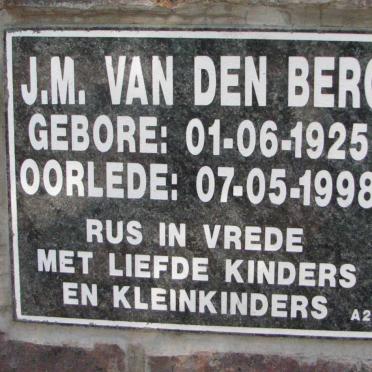 J.M. VAN DEN BERG
GEBORE: 01-06-1925
OORLEDE: 07-05-1998
RUS IN VREDE
MET LIEFDE KINDERS
EN KLEINKINDERS
A2